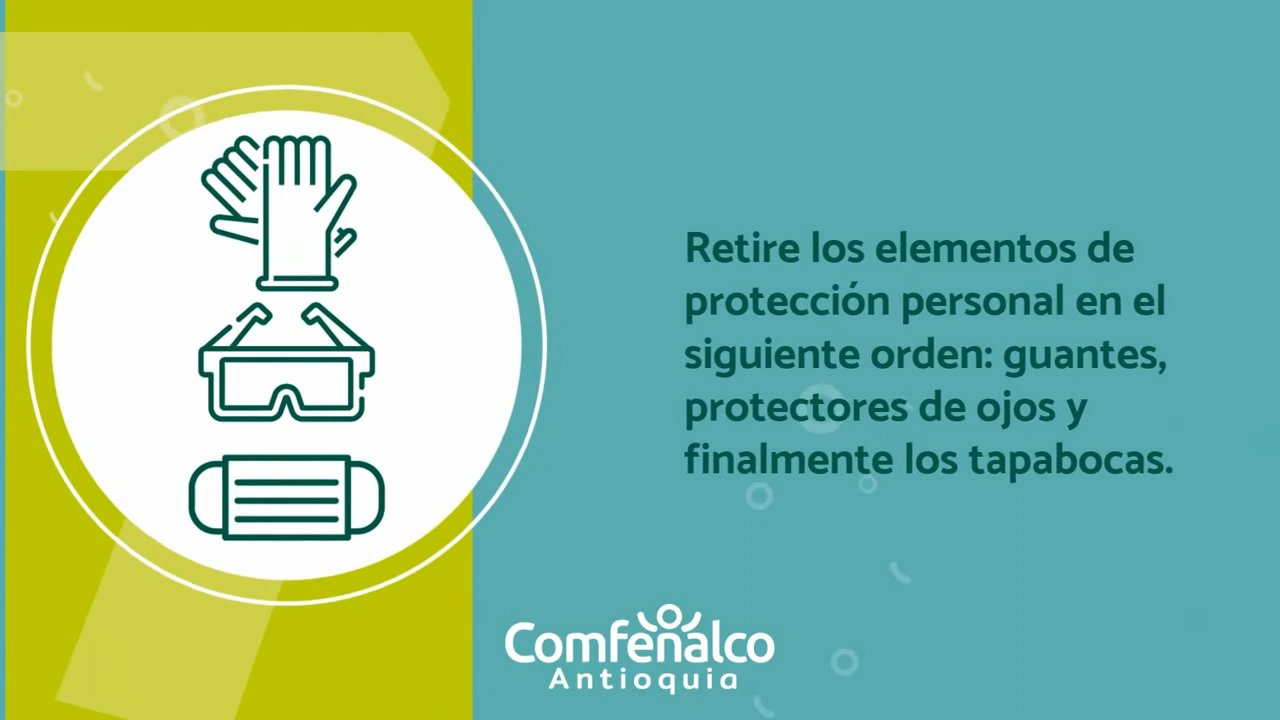 Retire los elementos de
protección personal en el
siguiente orden: guantes,
protectores de ojos y
finalmente los tapabocas.
Comfenalco
Antioquia